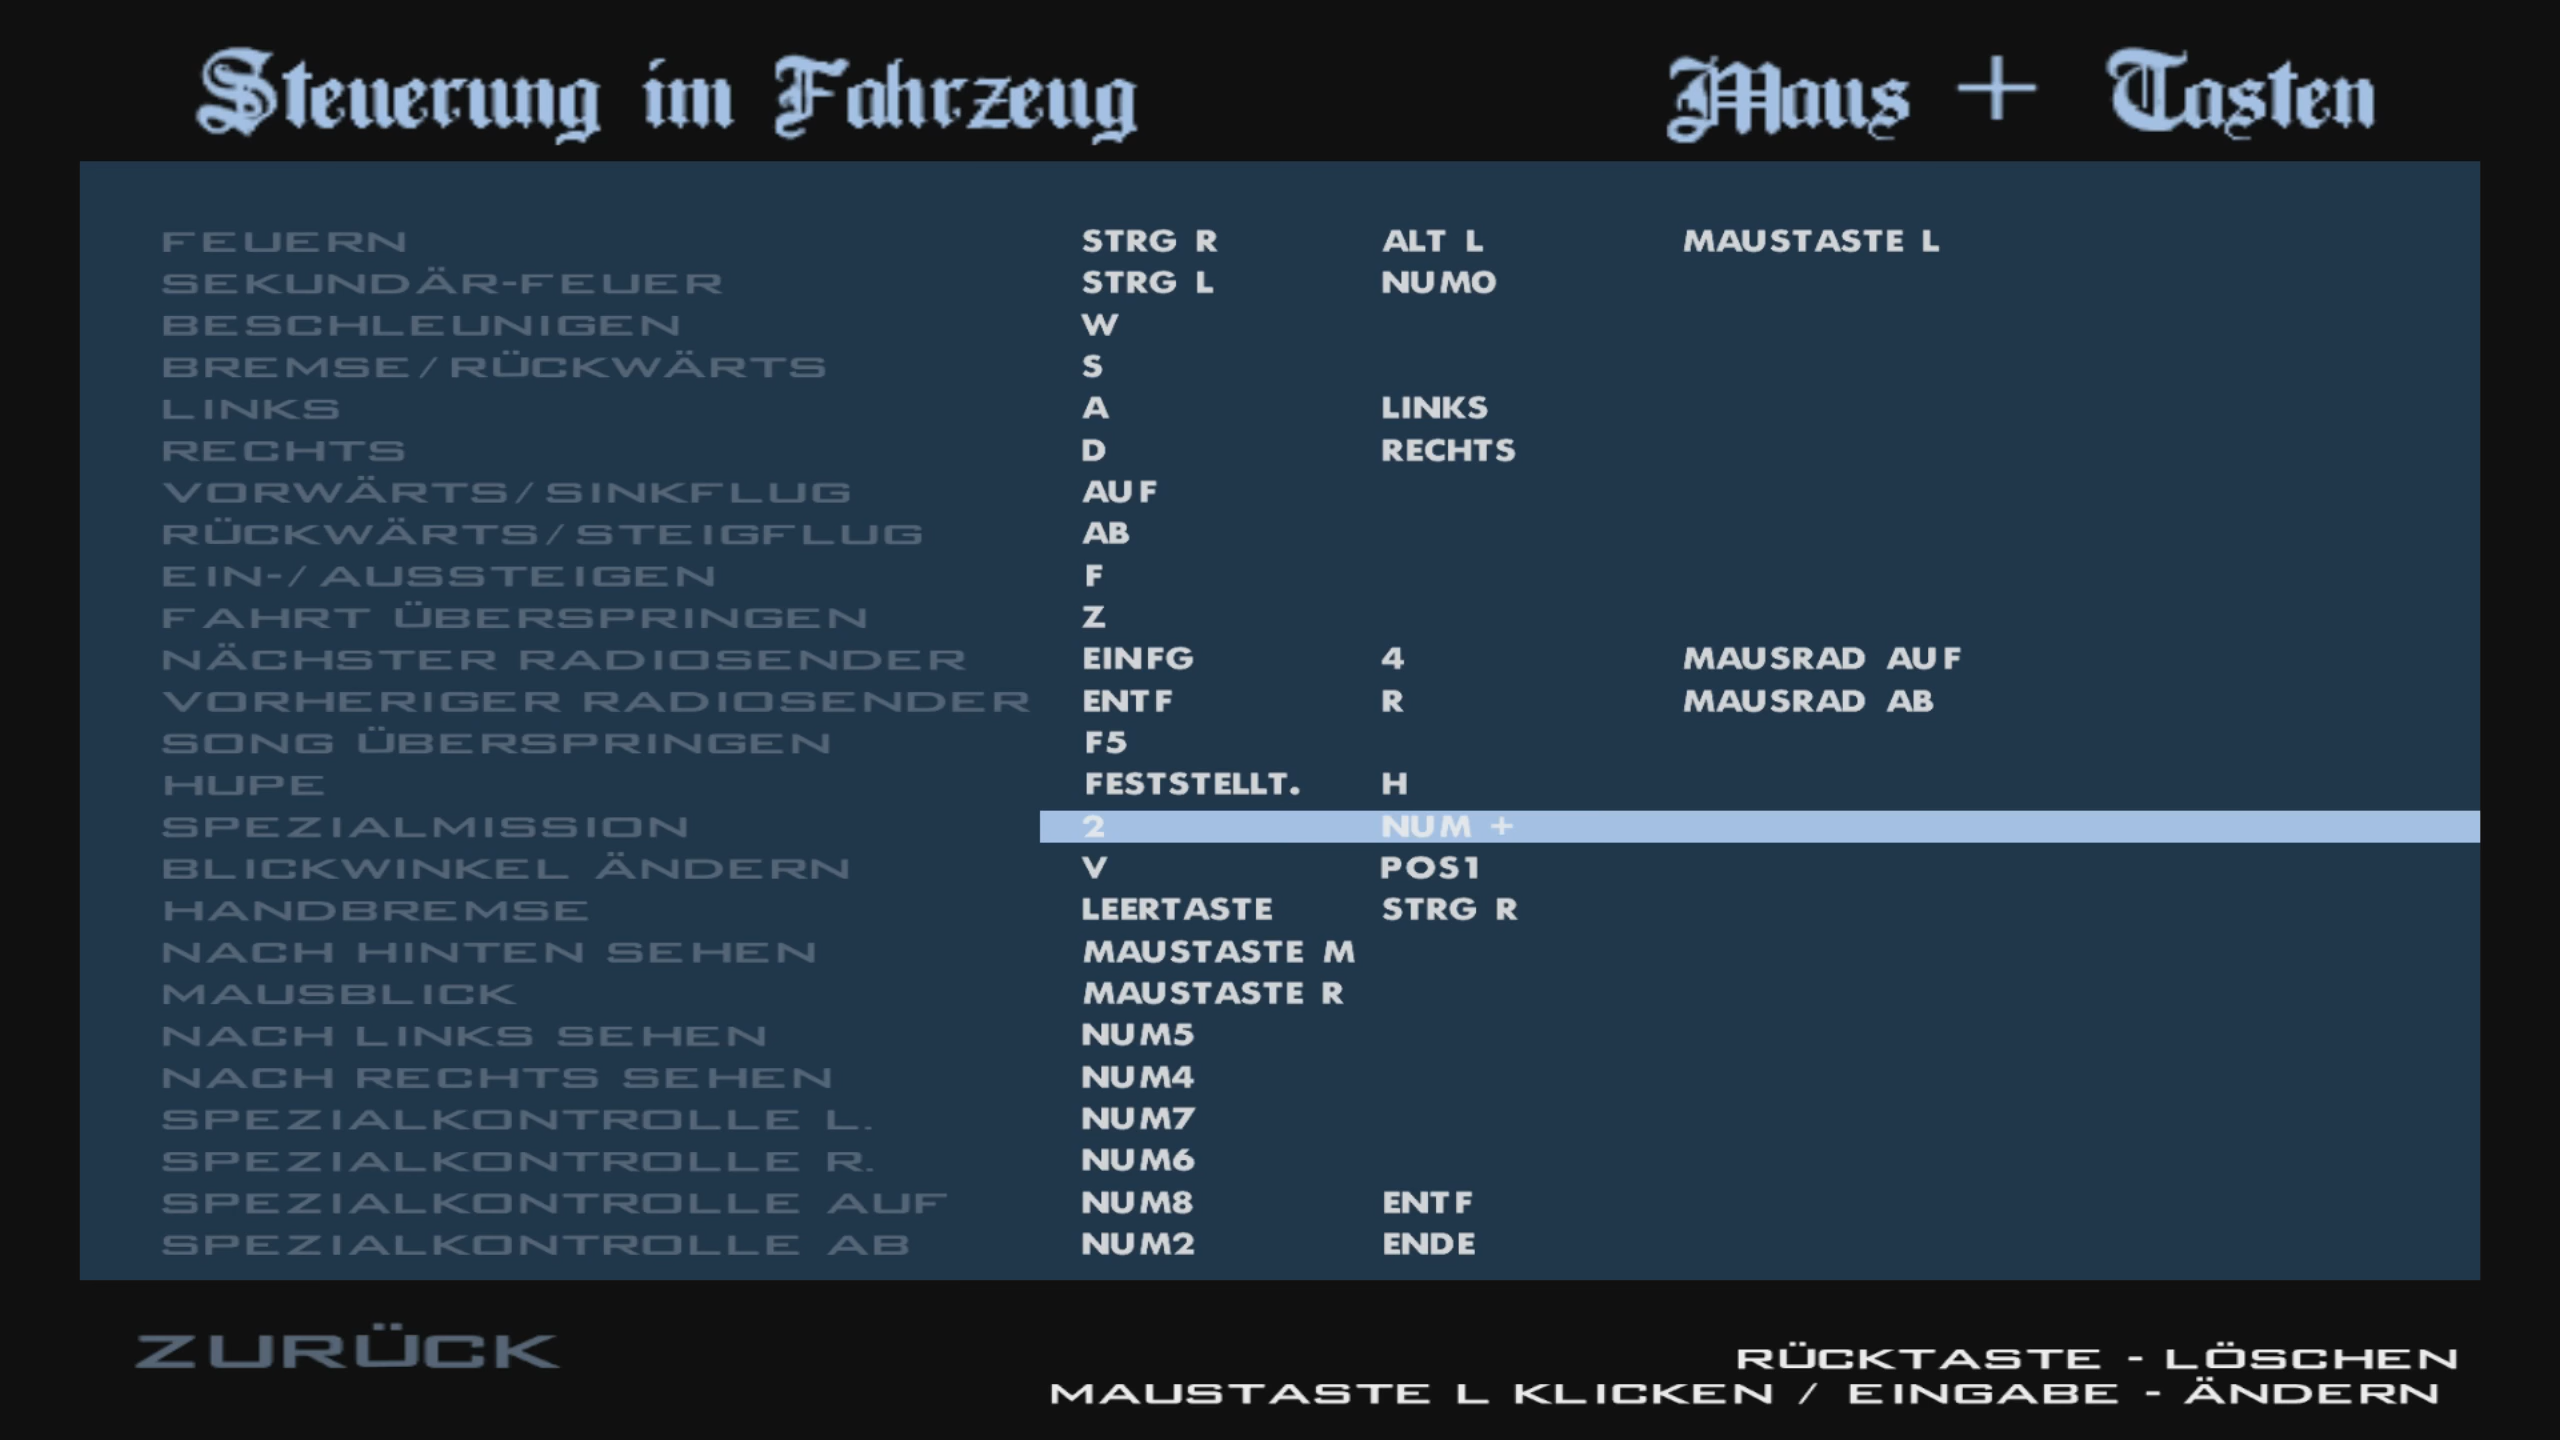 Steuerung im Fahrzeug Maus + Tasten
FEUERN STRG R ALT L MAUSTASTE L
SEKUNDÄR-FEUER STRG L NUM0
BESCHLEUNIGEN W
BREMSE/RÜCKWÄRTS S
LINKS A LINKS
RECHTS D RECHTS
VORWÄRTS/SINKFLUG AUF
RÜCKWÄRTS/STEIGFLUG AB
EIN-/AUSSTEIGEN F
FAHRT ÜBERSPRINGEN Z
NÄCHSTER RADIOSENDER EINFG 4 MAUSRAD AUF
VORHERIGER RADIOSENDER ENTF R MAUSRAD AB
SONG ÜBERSPRINGEN F5
HUPE FESTSTELLT. H
SPEZIALMISSION 2 NUM +
BLICKWINKEL ÄNDERN V POS1
HANDBREMSE LEERTASTE STRG R
NACH HINTEN SEHEN MAUSTASTE M
MAUSBLICK MAUSTASTE R
NACH LINKS SEHEN NUM5
NACH RECHTS SEHEN NUM4
SPEZIALKONTROLLE L. NUM7
SPEZIALKONTROLLE R. NUM6
SPEZIALKONTROLLE AUF NUM8 ENTF
SPEZIALKONTROLLE AB NUM2 ENDE
ZURÜCK
RÜCKTASTE - LÖSCHEN
MAUSTASTE L KLICKEN / EINGABE - ÄNDERN